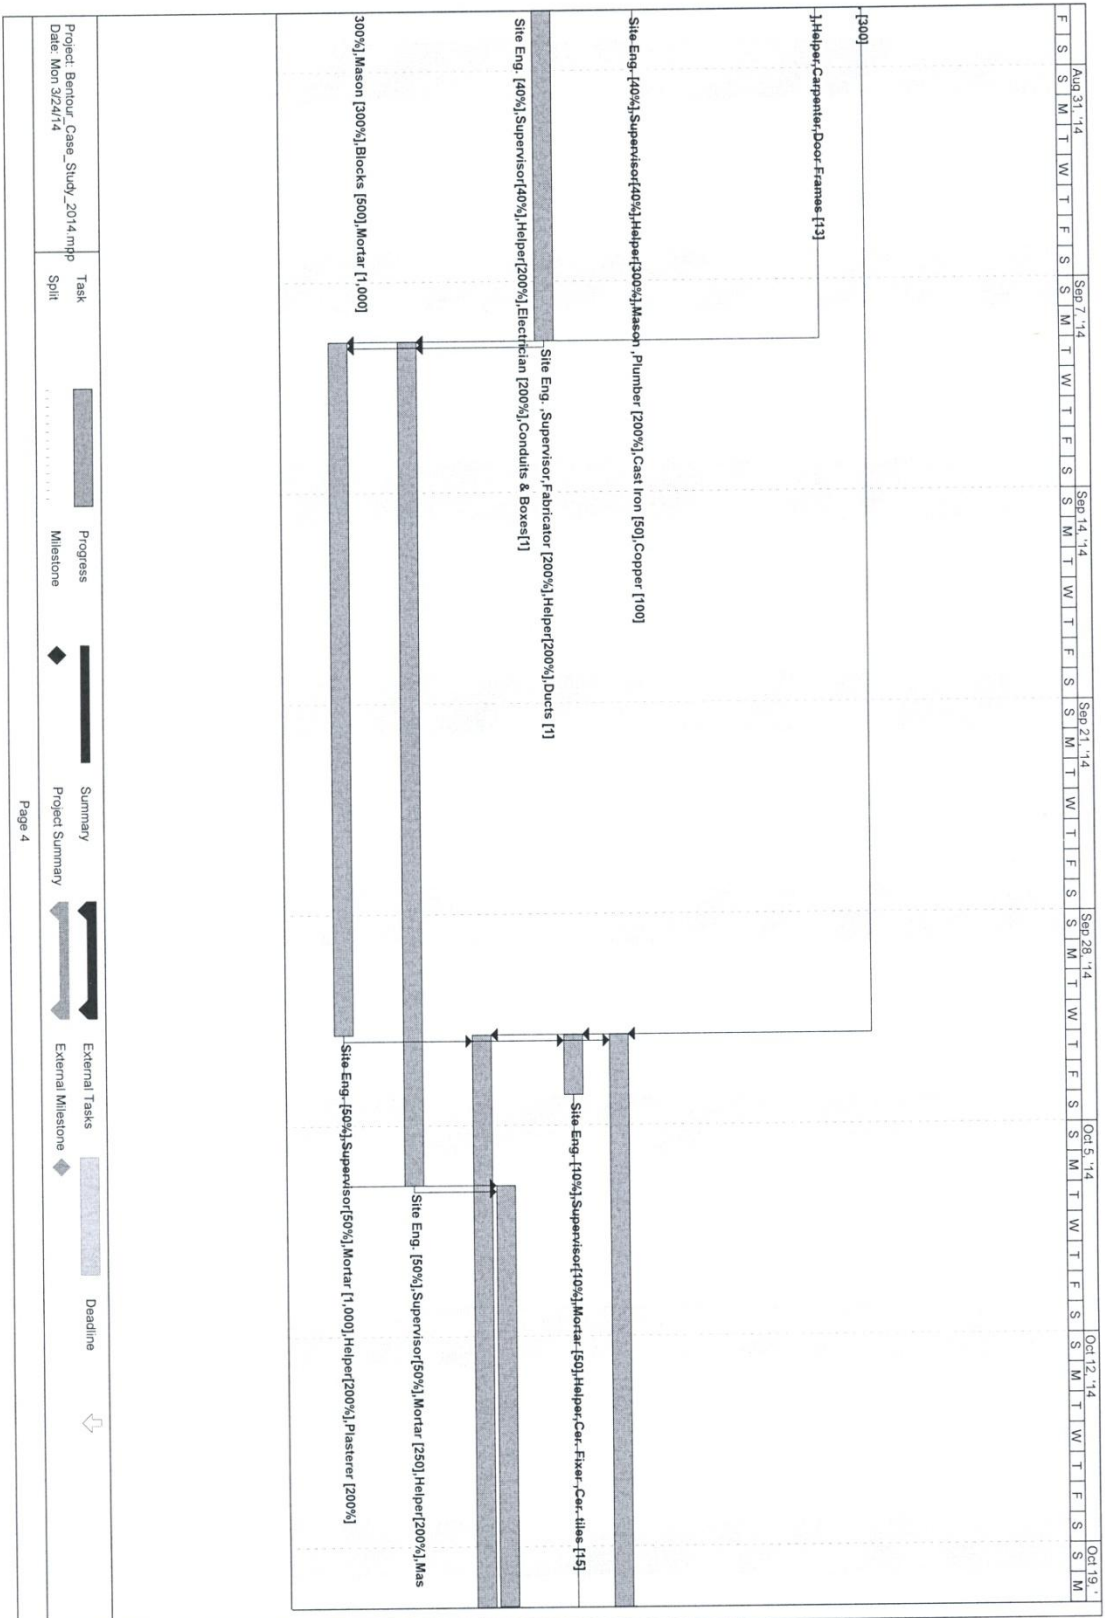 Aug 31, '14 Sep 7, '14 Sep 14, '14 Sep 21, '14 Sep 28, '14 Oct 5, '14 Oct 12, '14 Oct 19, '
F S S M T W T F S S M T W T F S S M T W T F S S M T W T F S S M T W T F S S M T W T F S S M T W T F S S M
[300]
],Helper,Carpenter,Door Frames [13]
Site Eng. [40%],Supervisor[40%],Helper[300%],Mason ,Plumber [200%],Cast Iron [50],Copper [100]
Site Eng. [10%],Supervisor[10%],Mortar [50],Helper,Cer. Fixer ,Cer. tiles [15]
Site Eng. ,Supervisor,Fabricator [200%],Helper[200%],Ducts [1]
Site Eng. [40%],Supervisor[40%],Helper[200%],Electrician [200%],Conduits & Boxes[1]
Site Eng. [50%],Supervisor[50%],Mortar [250],Helper[200%],Mas
300%],Mason [300%],Blocks [500],Mortar [1,000]
Site Eng. [50%],Supervisor[50%],Mortar [1,000],Helper[200%],Plasterer [200%]
Project: Bentour_Case_Study_2014.mpp
Date: Mon 3/24/14
Task Progress Summary External Tasks Deadline
Split Milestone Project Summary External Milestone
Page 4